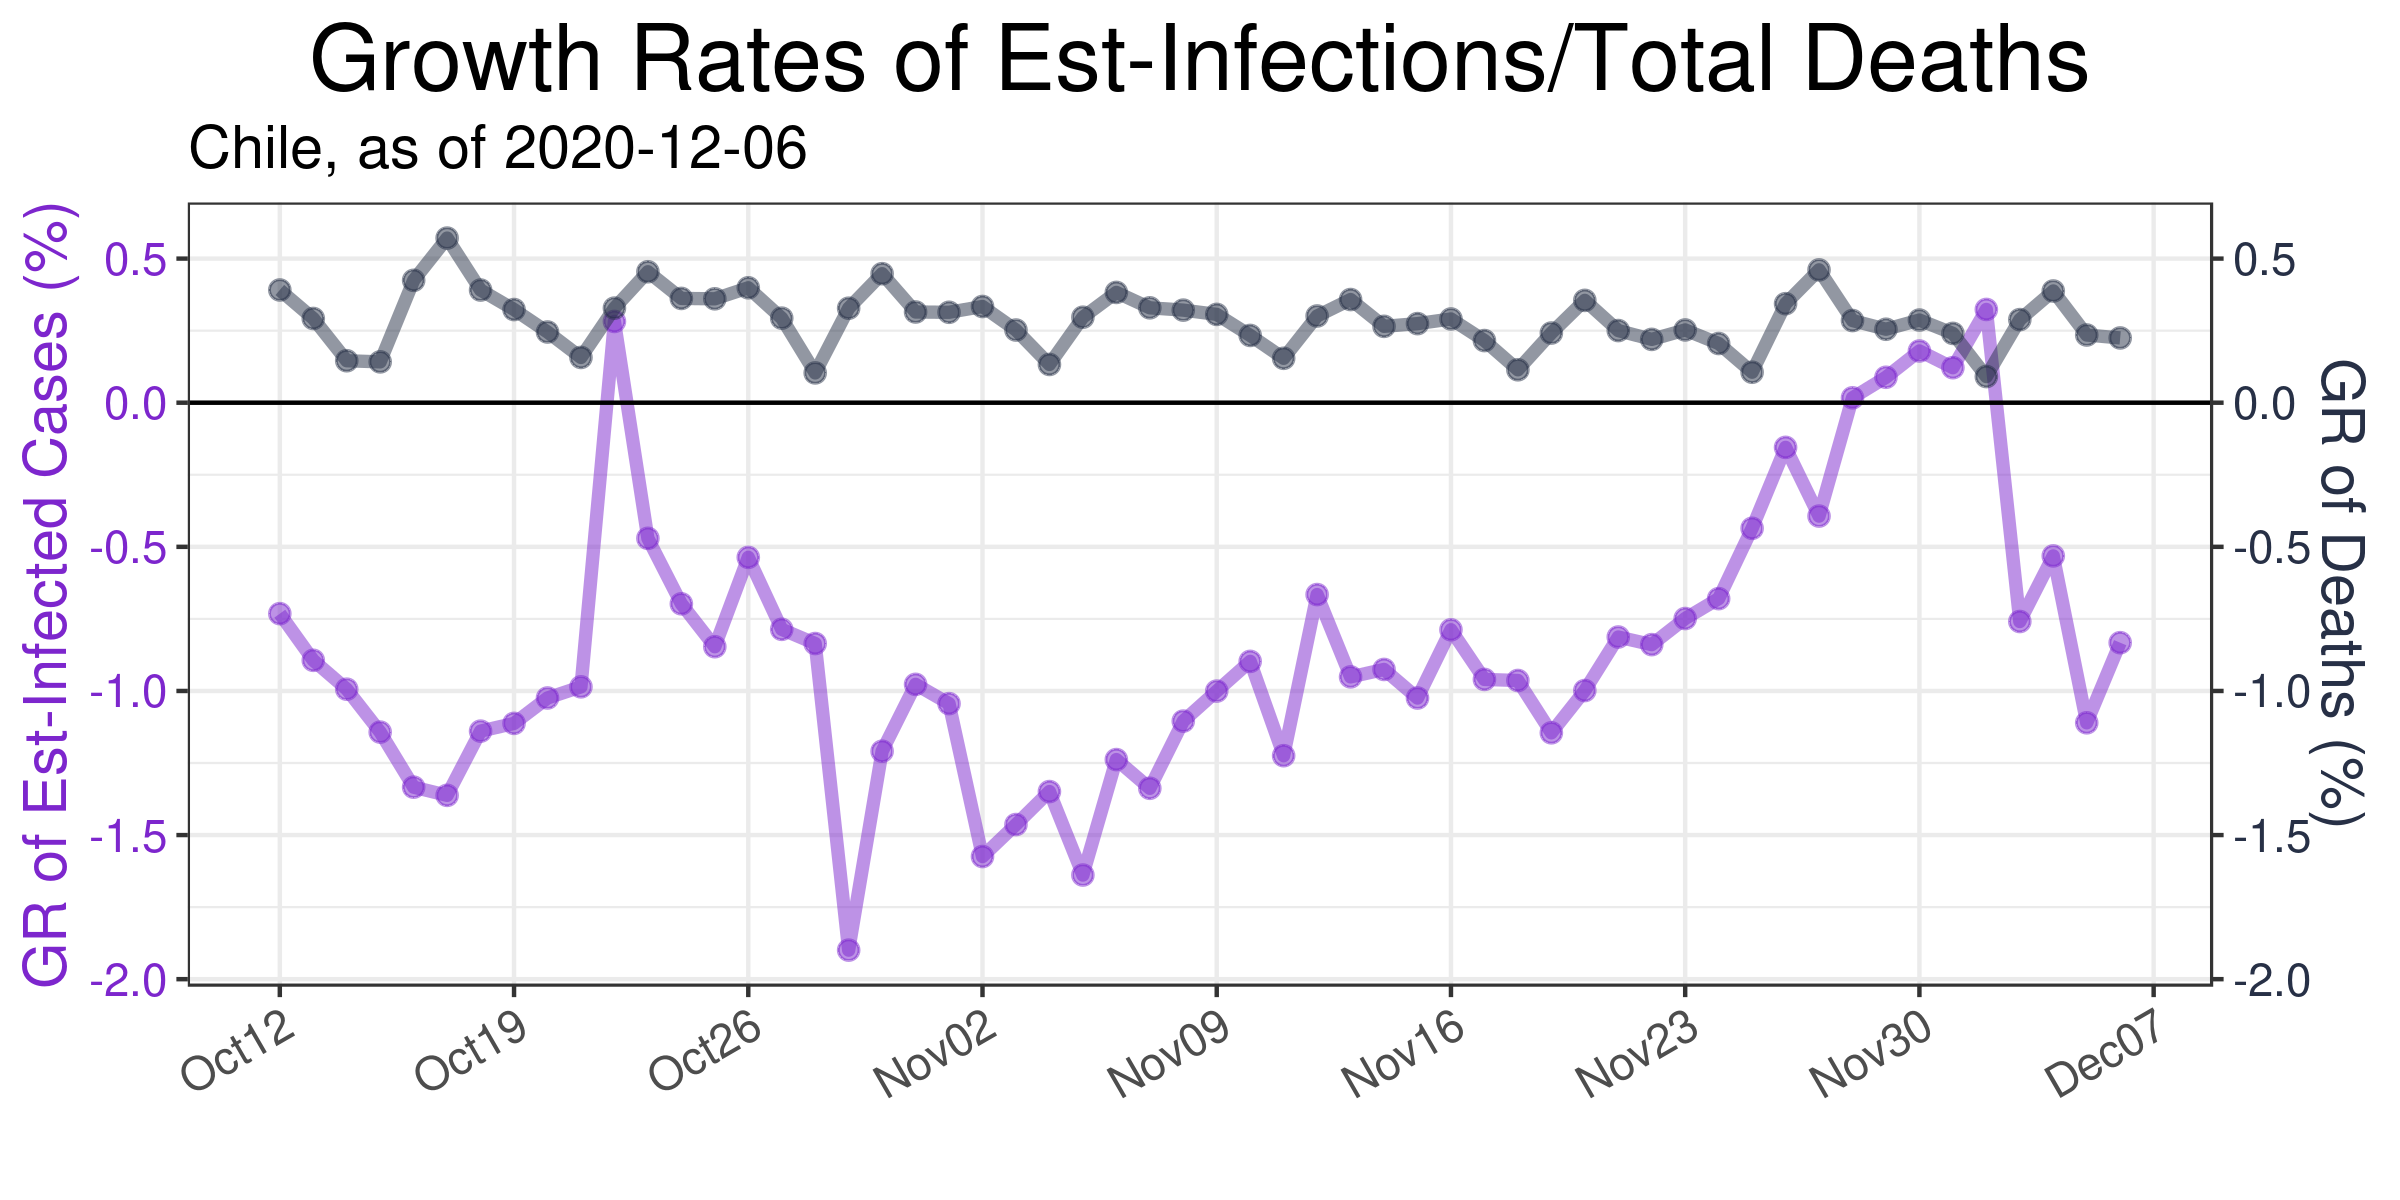 Growth Rates of Est-Infections/Total Deaths
Chile, as of 2020-12-06
GR of Est-Infected Cases (%)
0.5
0.0
-0.5
-1.0
-1.5
-2.0
0.5
0.0
-0.5
-1.0
-1.5
-2.0
GR of Deaths (%)
Oct12
Oct19
Oct26
Nov02
Nov09
Nov16
Nov23
Nov30
Dec07